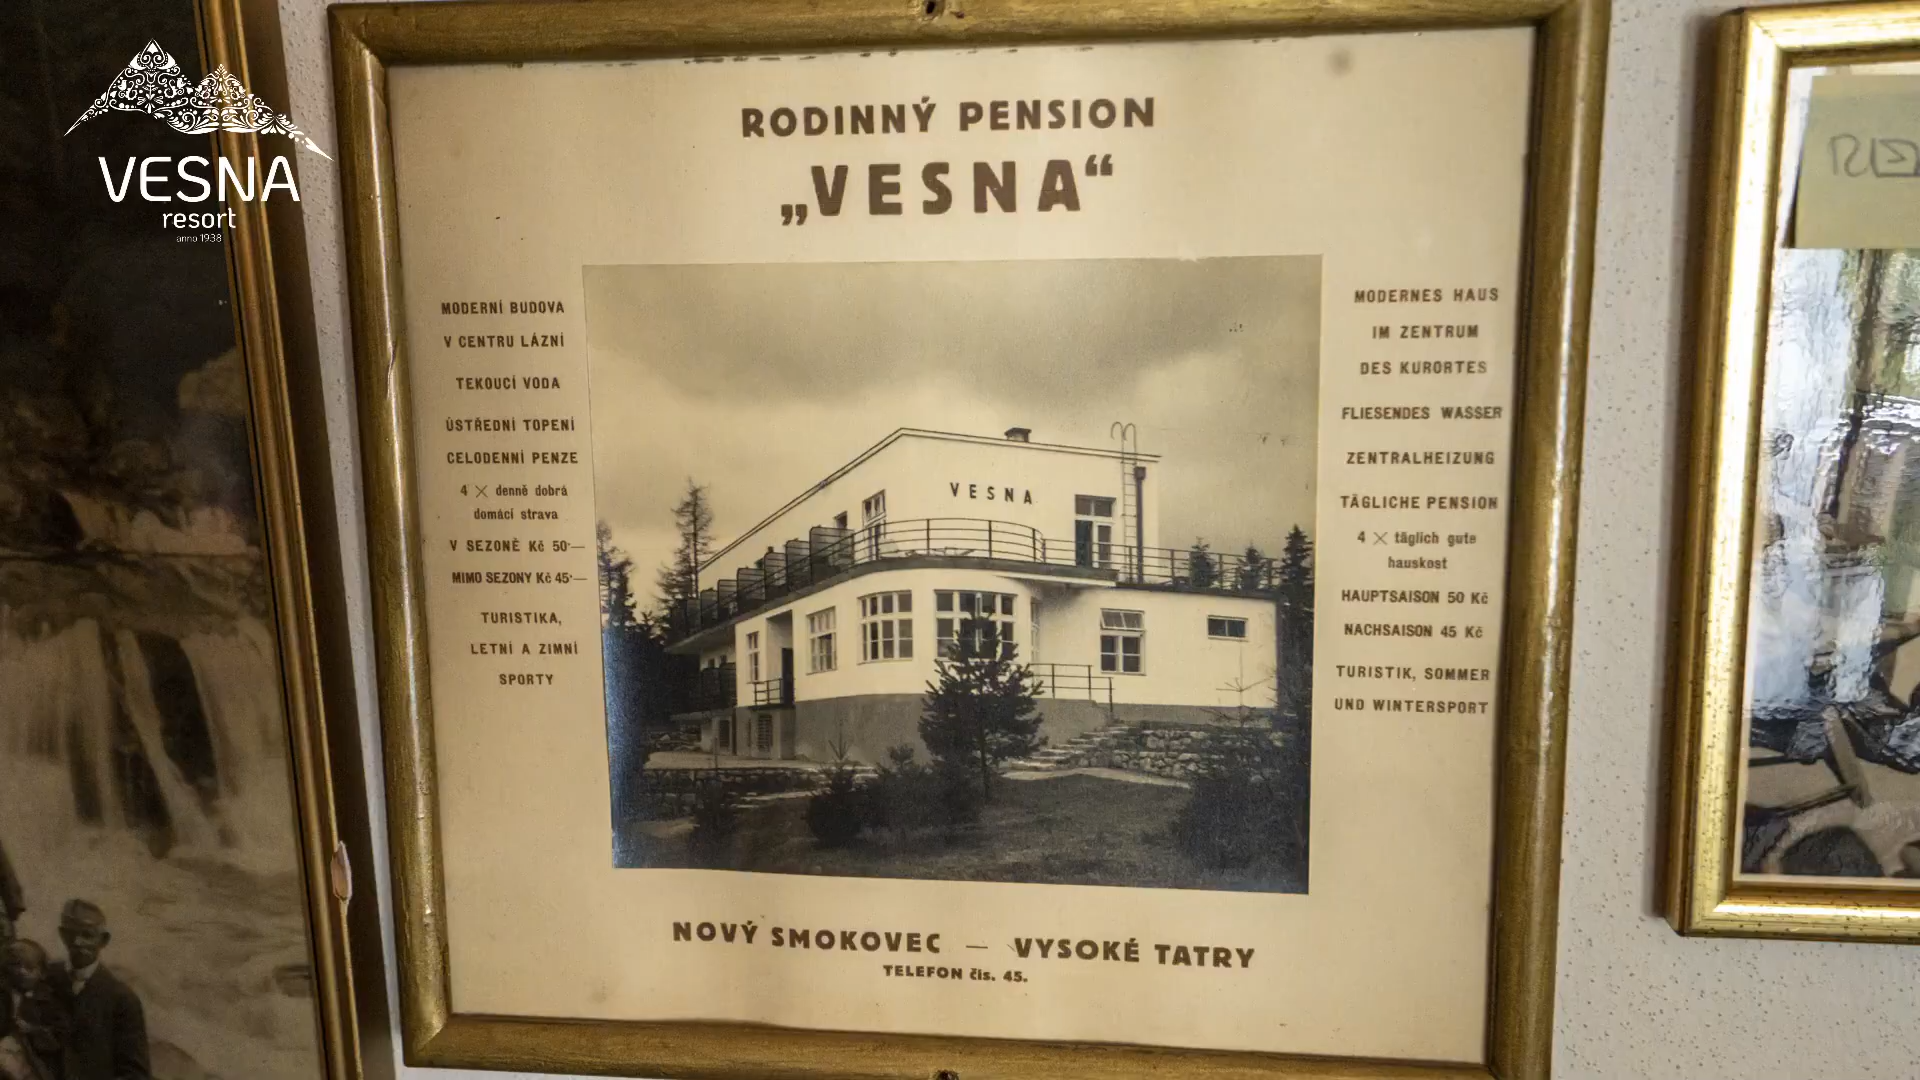 VESNA
resort
anno 1938
RODINNÝ PENSION
„VESNA“
MODERNÍ BUDOVA
V CENTRU LÁZNÍ
TEKOUCÍ VODA
ÚSTŘEDNÍ TOPENÍ
CELODENNÍ PENZE
4 × denně dobrá
domácí strava
V SEZONĚ Kč 50·—
MIMO SEZONY Kč 45·—
TURISTIKA,
LETNÍ A ZIMNÍ
SPORTY
VESNA
MODERNES HAUS
IM ZENTRUM
DES KURORTES
FLIESENDES WASSER
ZENTRALHEIZUNG
TÄGLICHE PENSION
4 × täglich gute
hauskost
HAUPTSAISON 50 Kč
NACHSAISON 45 Kč
TURISTIK, SOMMER
UND WINTERSPORT
NOVÝ SMOKOVEC — VYSOKÉ TATRY
TELEFON čis. 45.